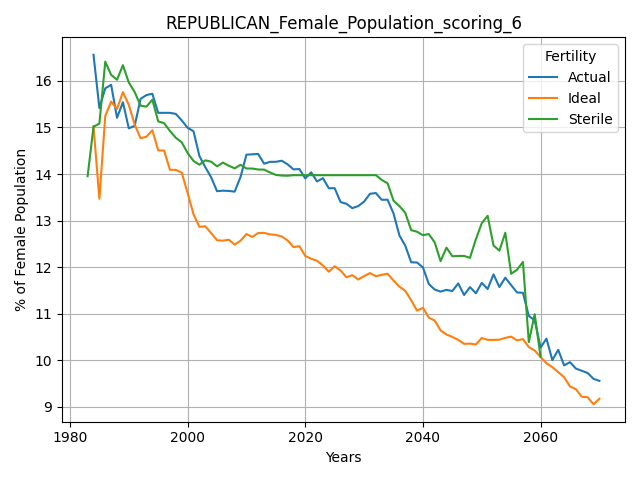 REPUBLICAN_Female_Population_scoring_6
Fertility
Actual
Ideal
Sterile
% of Female Population
16
15
14
13
12
11
10
9
1980
2000
2020
2040
2060
Years